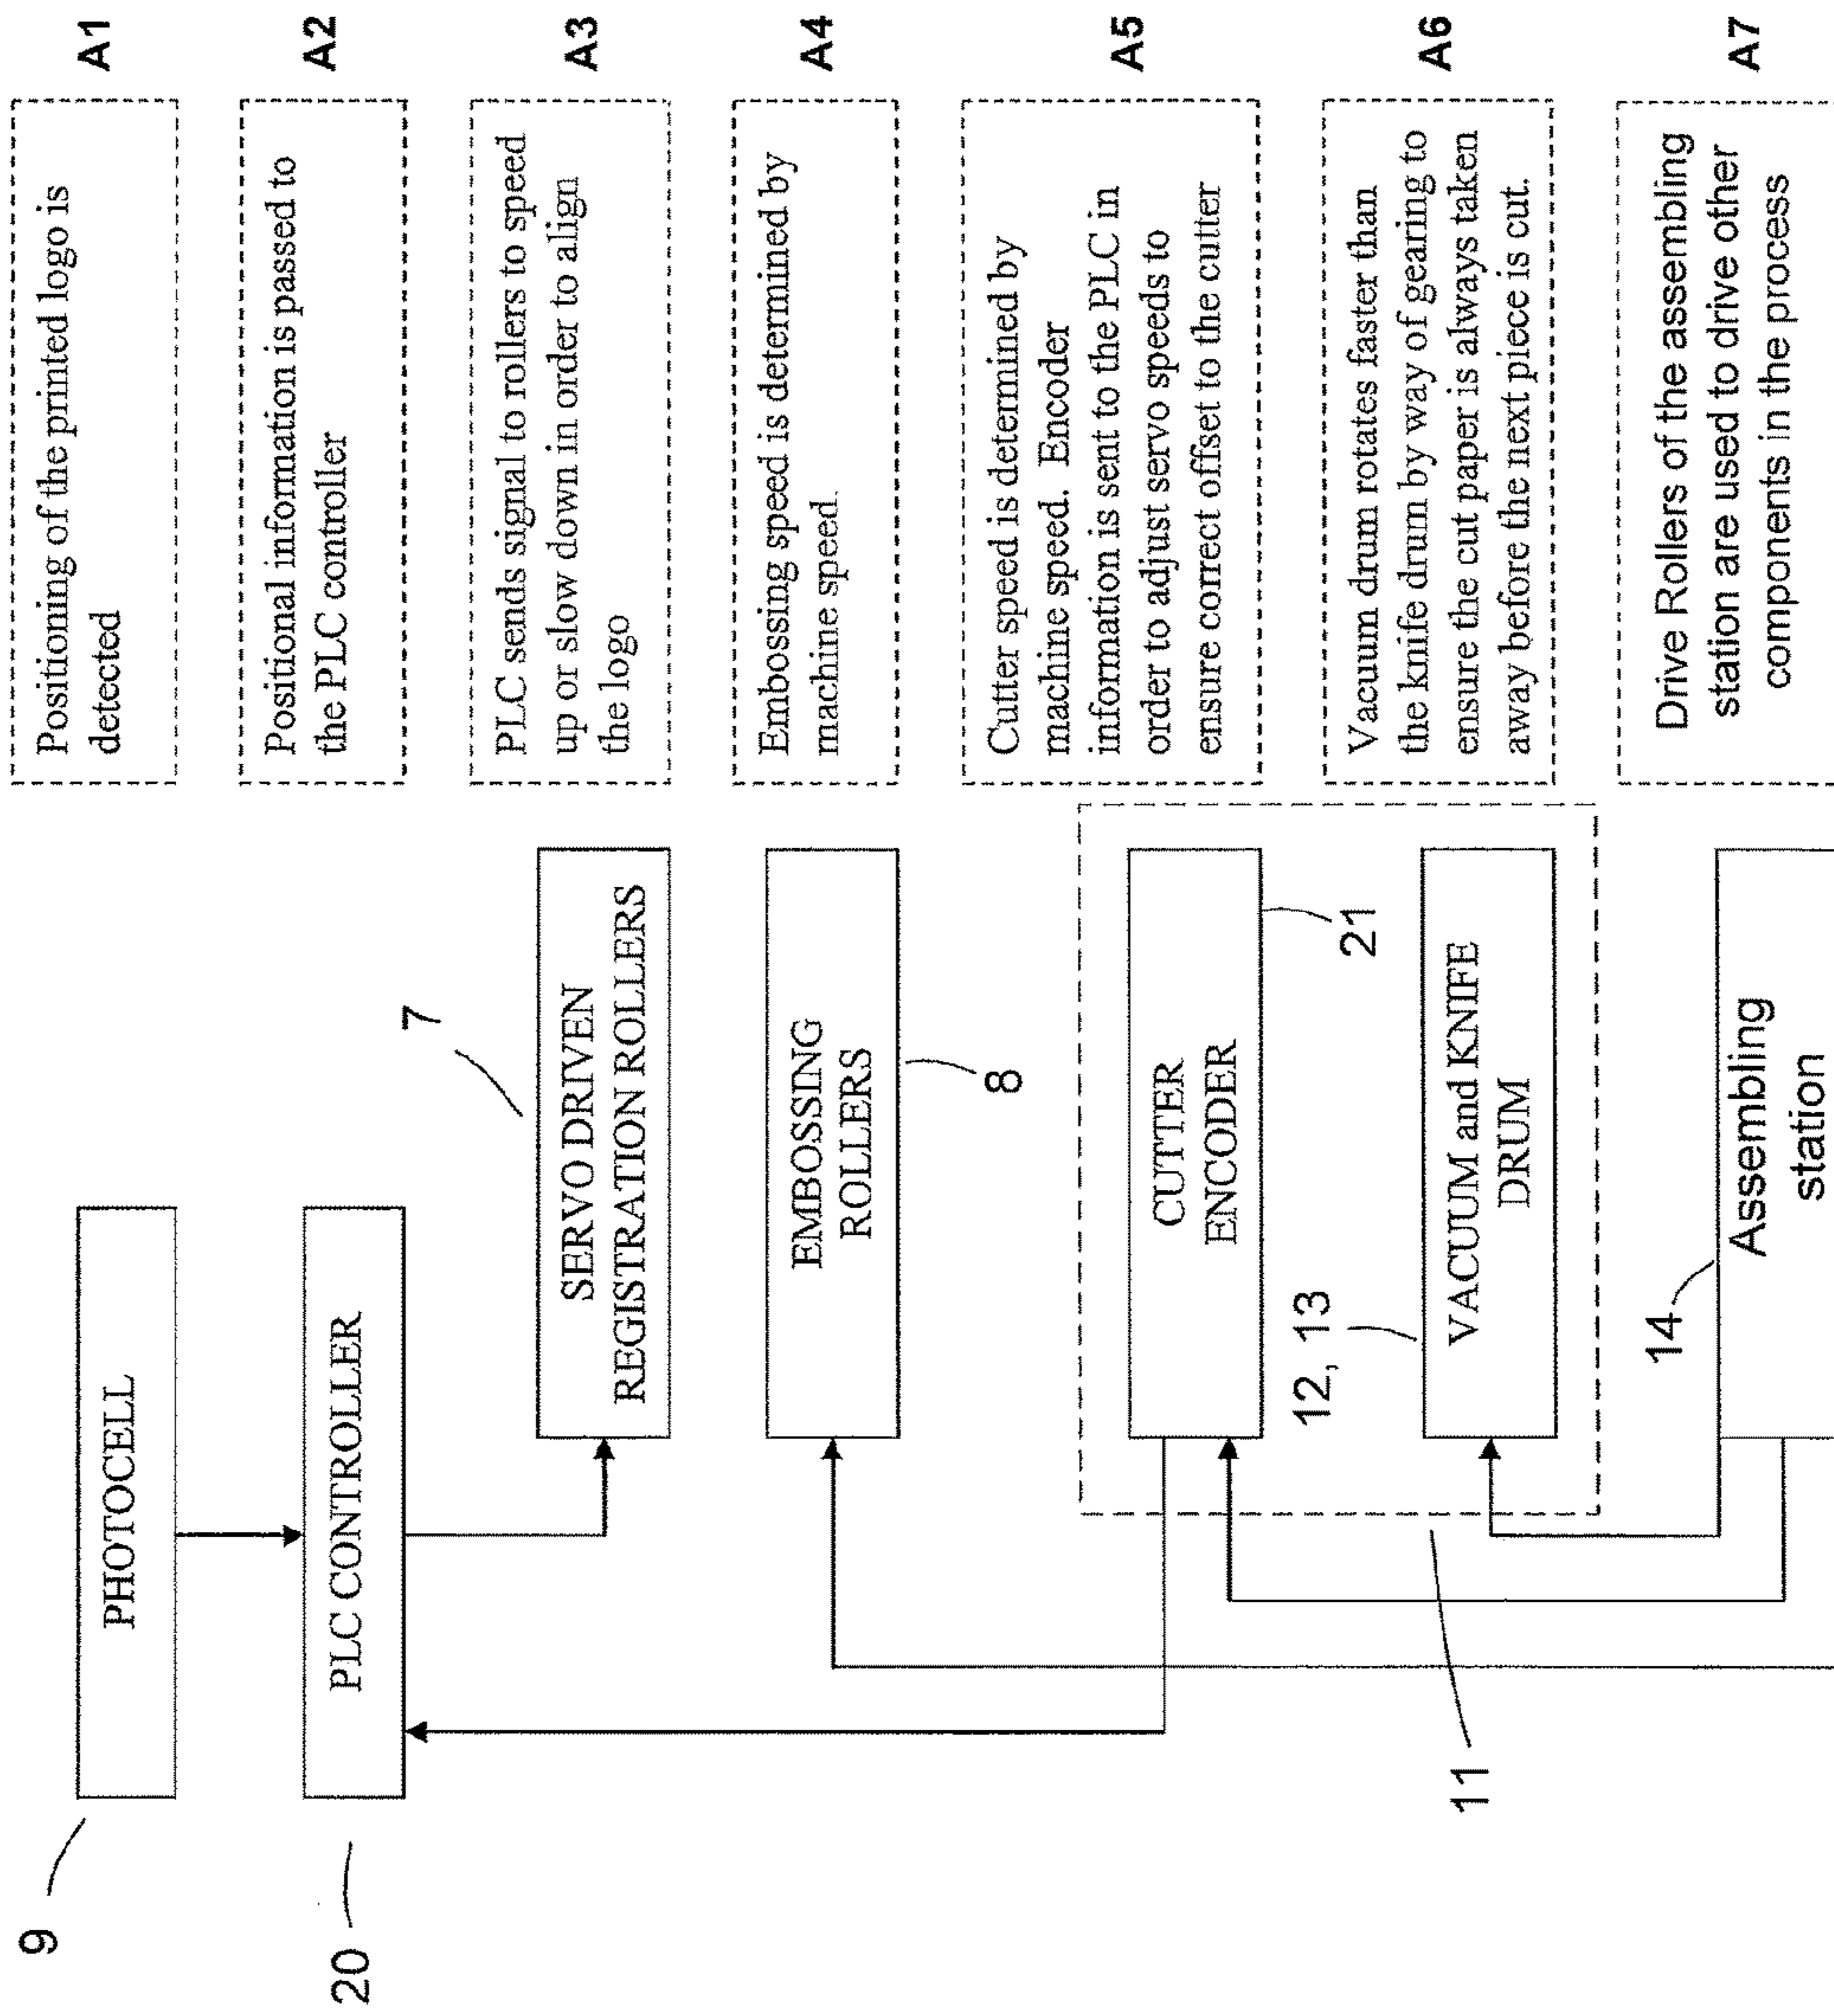 9
PHOTOCELL
Positioning of the printed logo is
detected
A1
20
PLC CONTROLLER
Positional information is passed to
the PLC controller
A2
7
SERVO DRIVEN
REGISTRATION ROLLERS
PLC sends signal to rollers to speed
up or slow down in order to align
the logo
A3
EMBOSSING
ROLLERS
8
Embossing speed is determined by
machine speed.
A4
CUTTER
ENCODER
21
Cutter speed is determined by
machine speed. Encoder
information is sent to the PLC in
order to adjust servo speeds to
ensure correct offset to the cutter
A5
12, 13
VACUUM and KNIFE
DRUM
11
Vacuum drum rotates faster than
the knife drum by way of gearing to
ensure the cut paper is always taken
away before the next piece is cut.
A6
14
Assembling
station
Drive Rollers of the assembling
station are used to drive other
components in the process
A7